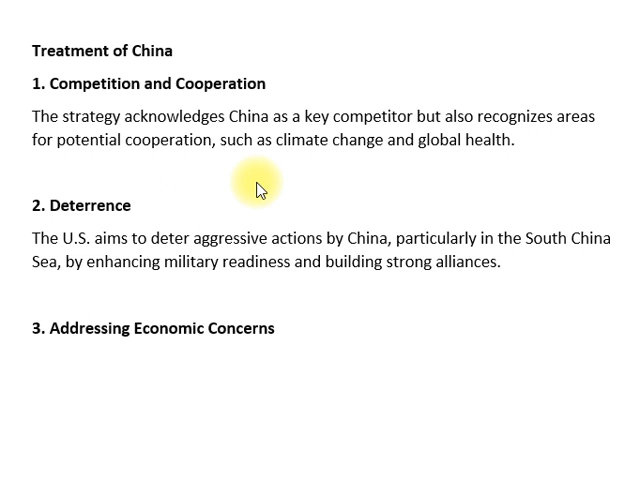 Treatment of China
1. Competition and Cooperation
The strategy acknowledges China as a key competitor but also recognizes areas
for potential cooperation, such as climate change and global health.
2. Deterrence
The U.S. aims to deter aggressive actions by China, particularly in the South China
Sea, by enhancing military readiness and building strong alliances.
3. Addressing Economic Concerns